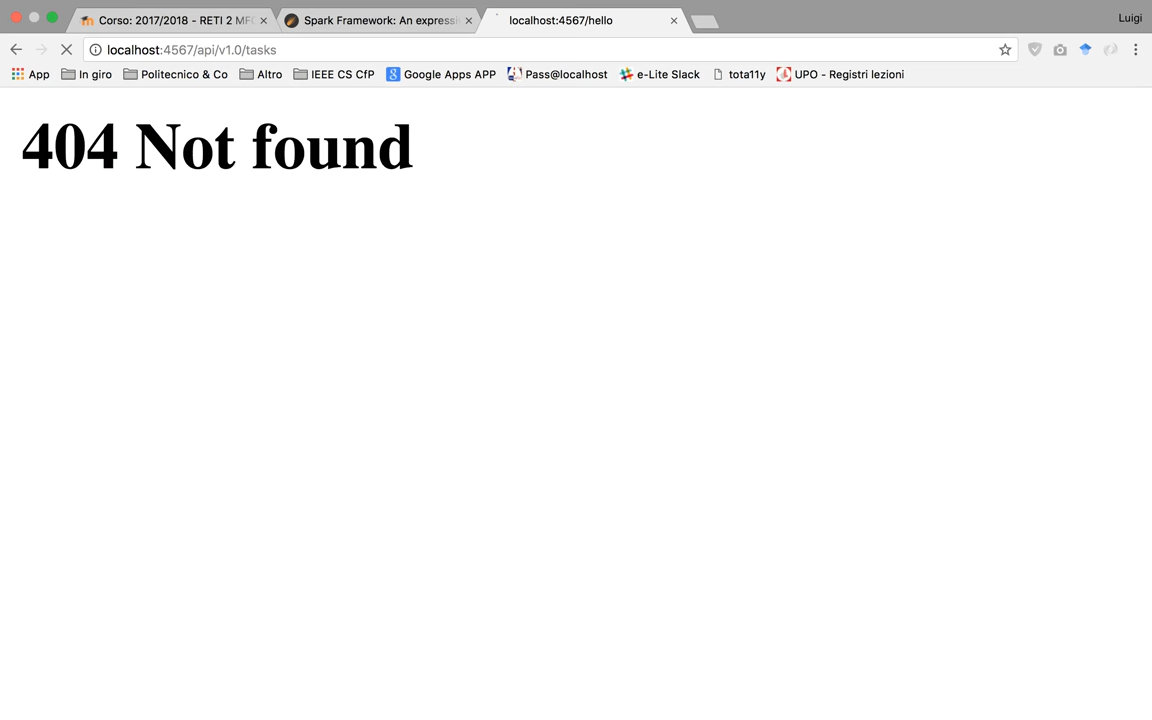 Corso: 2017/2018 - RETI 2 MFC
Spark Framework: An express
localhost:4567/hello
Luigi
localhost:4567/api/v1.0/tasks
App In giro Politecnico & Co Altro IEEE CS CfP Google Apps APP Pass@localhost e-Lite Slack tota11y UPO - Registri lezioni
404 Not found